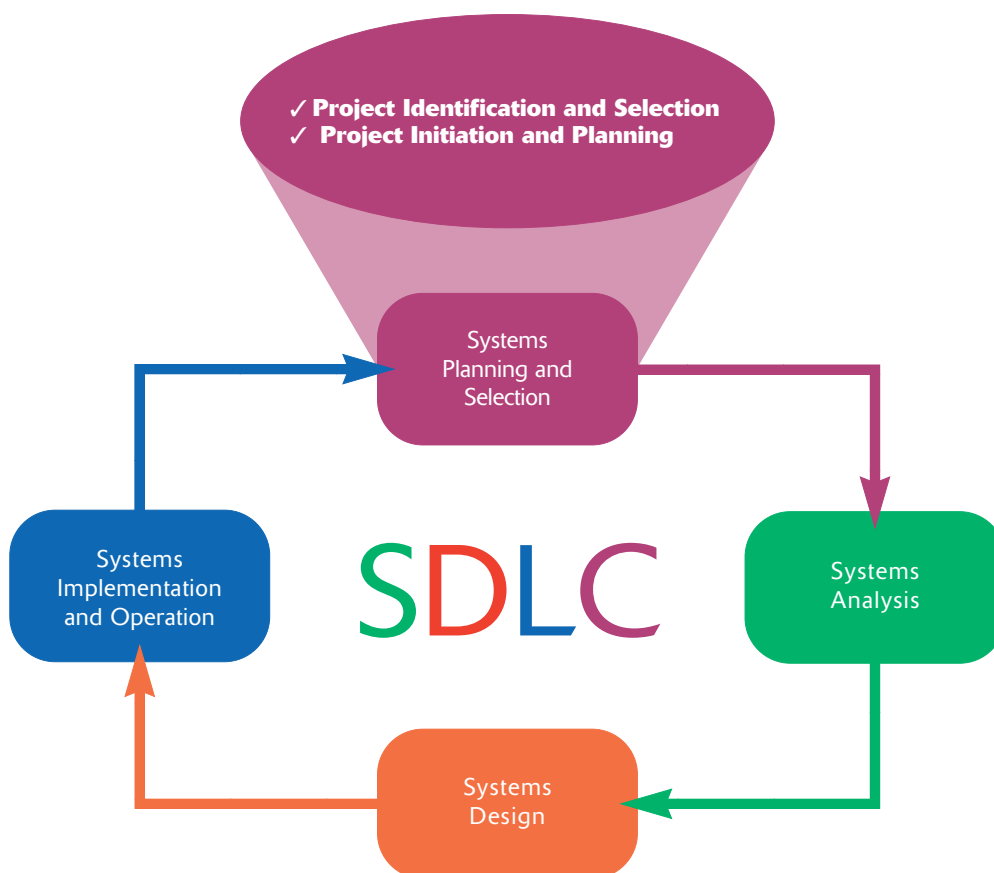 ✓ Project Identification and Selection
✓ Project Initiation and Planning
Systems
Planning and
Selection
Systems
Implementation
and Operation
SDLC
Systems
Analysis
Systems
Design